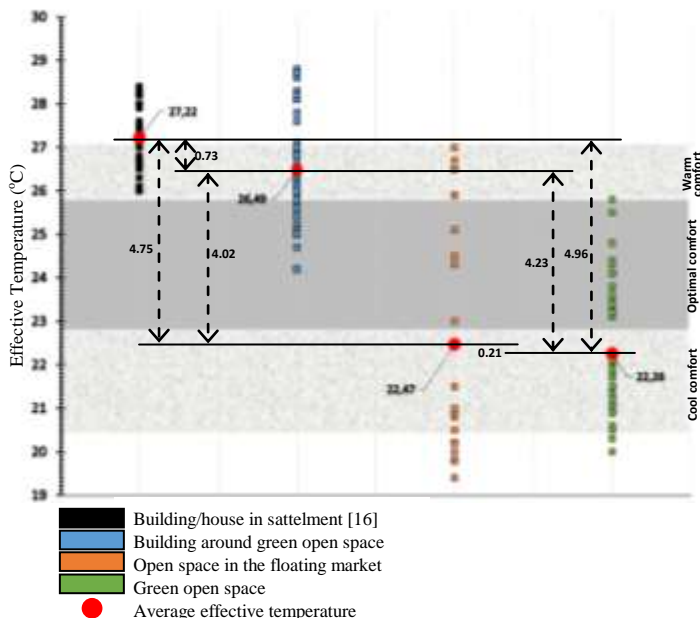 Effective Temperature (°C)
30
29
28
27
26
25
24
23
22
21
20
19
27,22
0.73
26,49
4.75
4.02
4.23
4.96
0.21
22,47
22,26
Warm comfort
Optimal comfort
Cool comfort
Building/house in sattelment [16]
Building around green open space
Open space in the floating market
Green open space
Average effective temperature